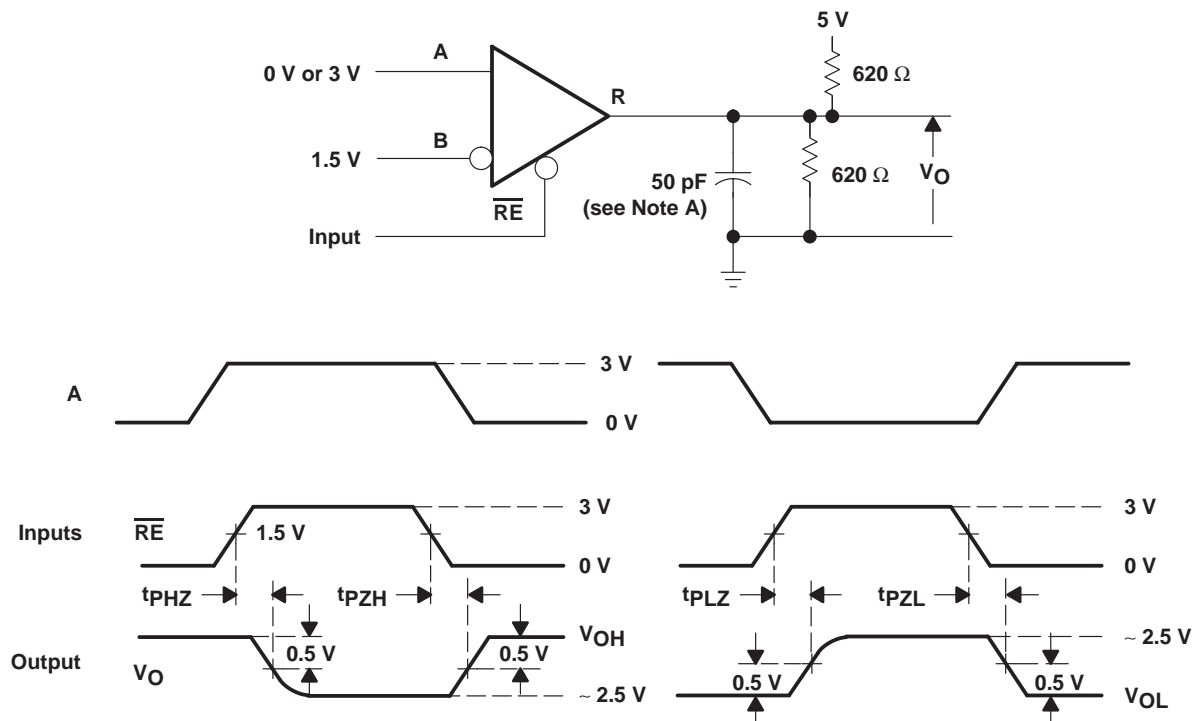 5 V
A
0 V or 3 V
620 Ω
R
B
1.5 V
50 pF
(see Note A)
620 Ω
VO
RE
Input
3 V
A
0 V
3 V
3 V
Inputs
RE
1.5 V
0 V
0 V
tPHZ
tPZH
tPLZ
tPZL
VOH
~ 2.5 V
0.5 V
0.5 V
Output
VO
0.5 V
0.5 V
~ 2.5 V
VOL